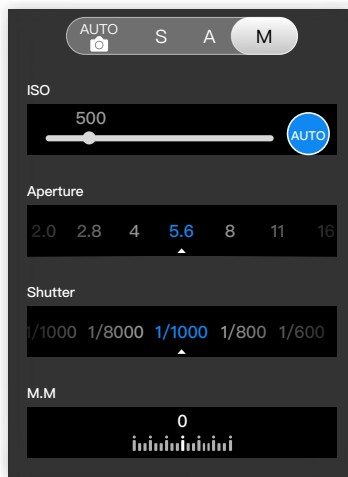 AUTO S A M
ISO
500
AUTO
Aperture
2.0 2.8 4 5.6 8 11 16
Shutter
1/1000 1/8000 1/1000 1/800 1/600
M.M
0